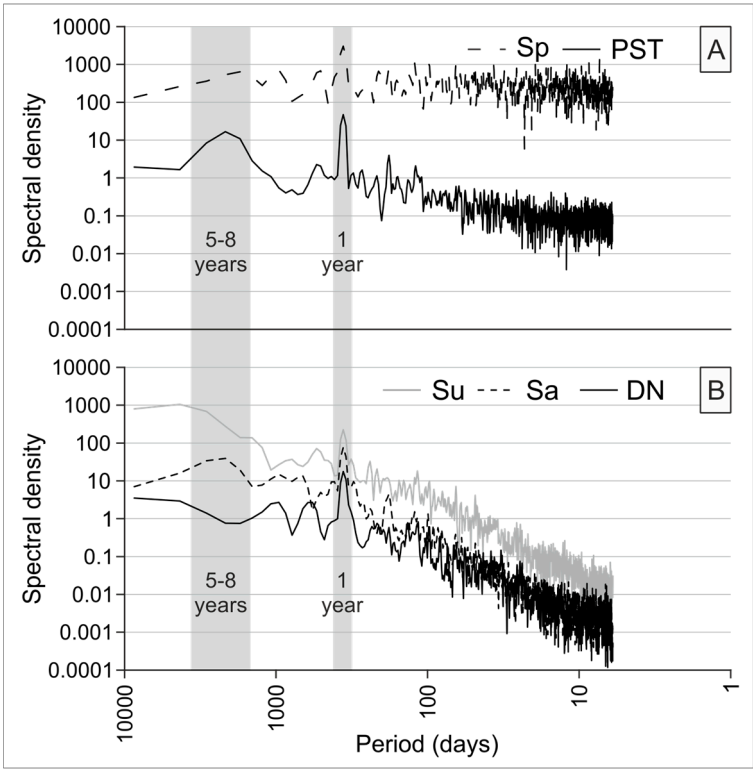 10000
1000
100
10
1
0.1
0.01
0.001
0.0001
Spectral density
Sp PST
A
5-8
years
1
year
10000
1000
100
10
1
0.1
0.01
0.001
0.0001
Spectral density
Su Sa DN
B
5-8
years
1
year
10000
1000
100
10
1
Period (days)